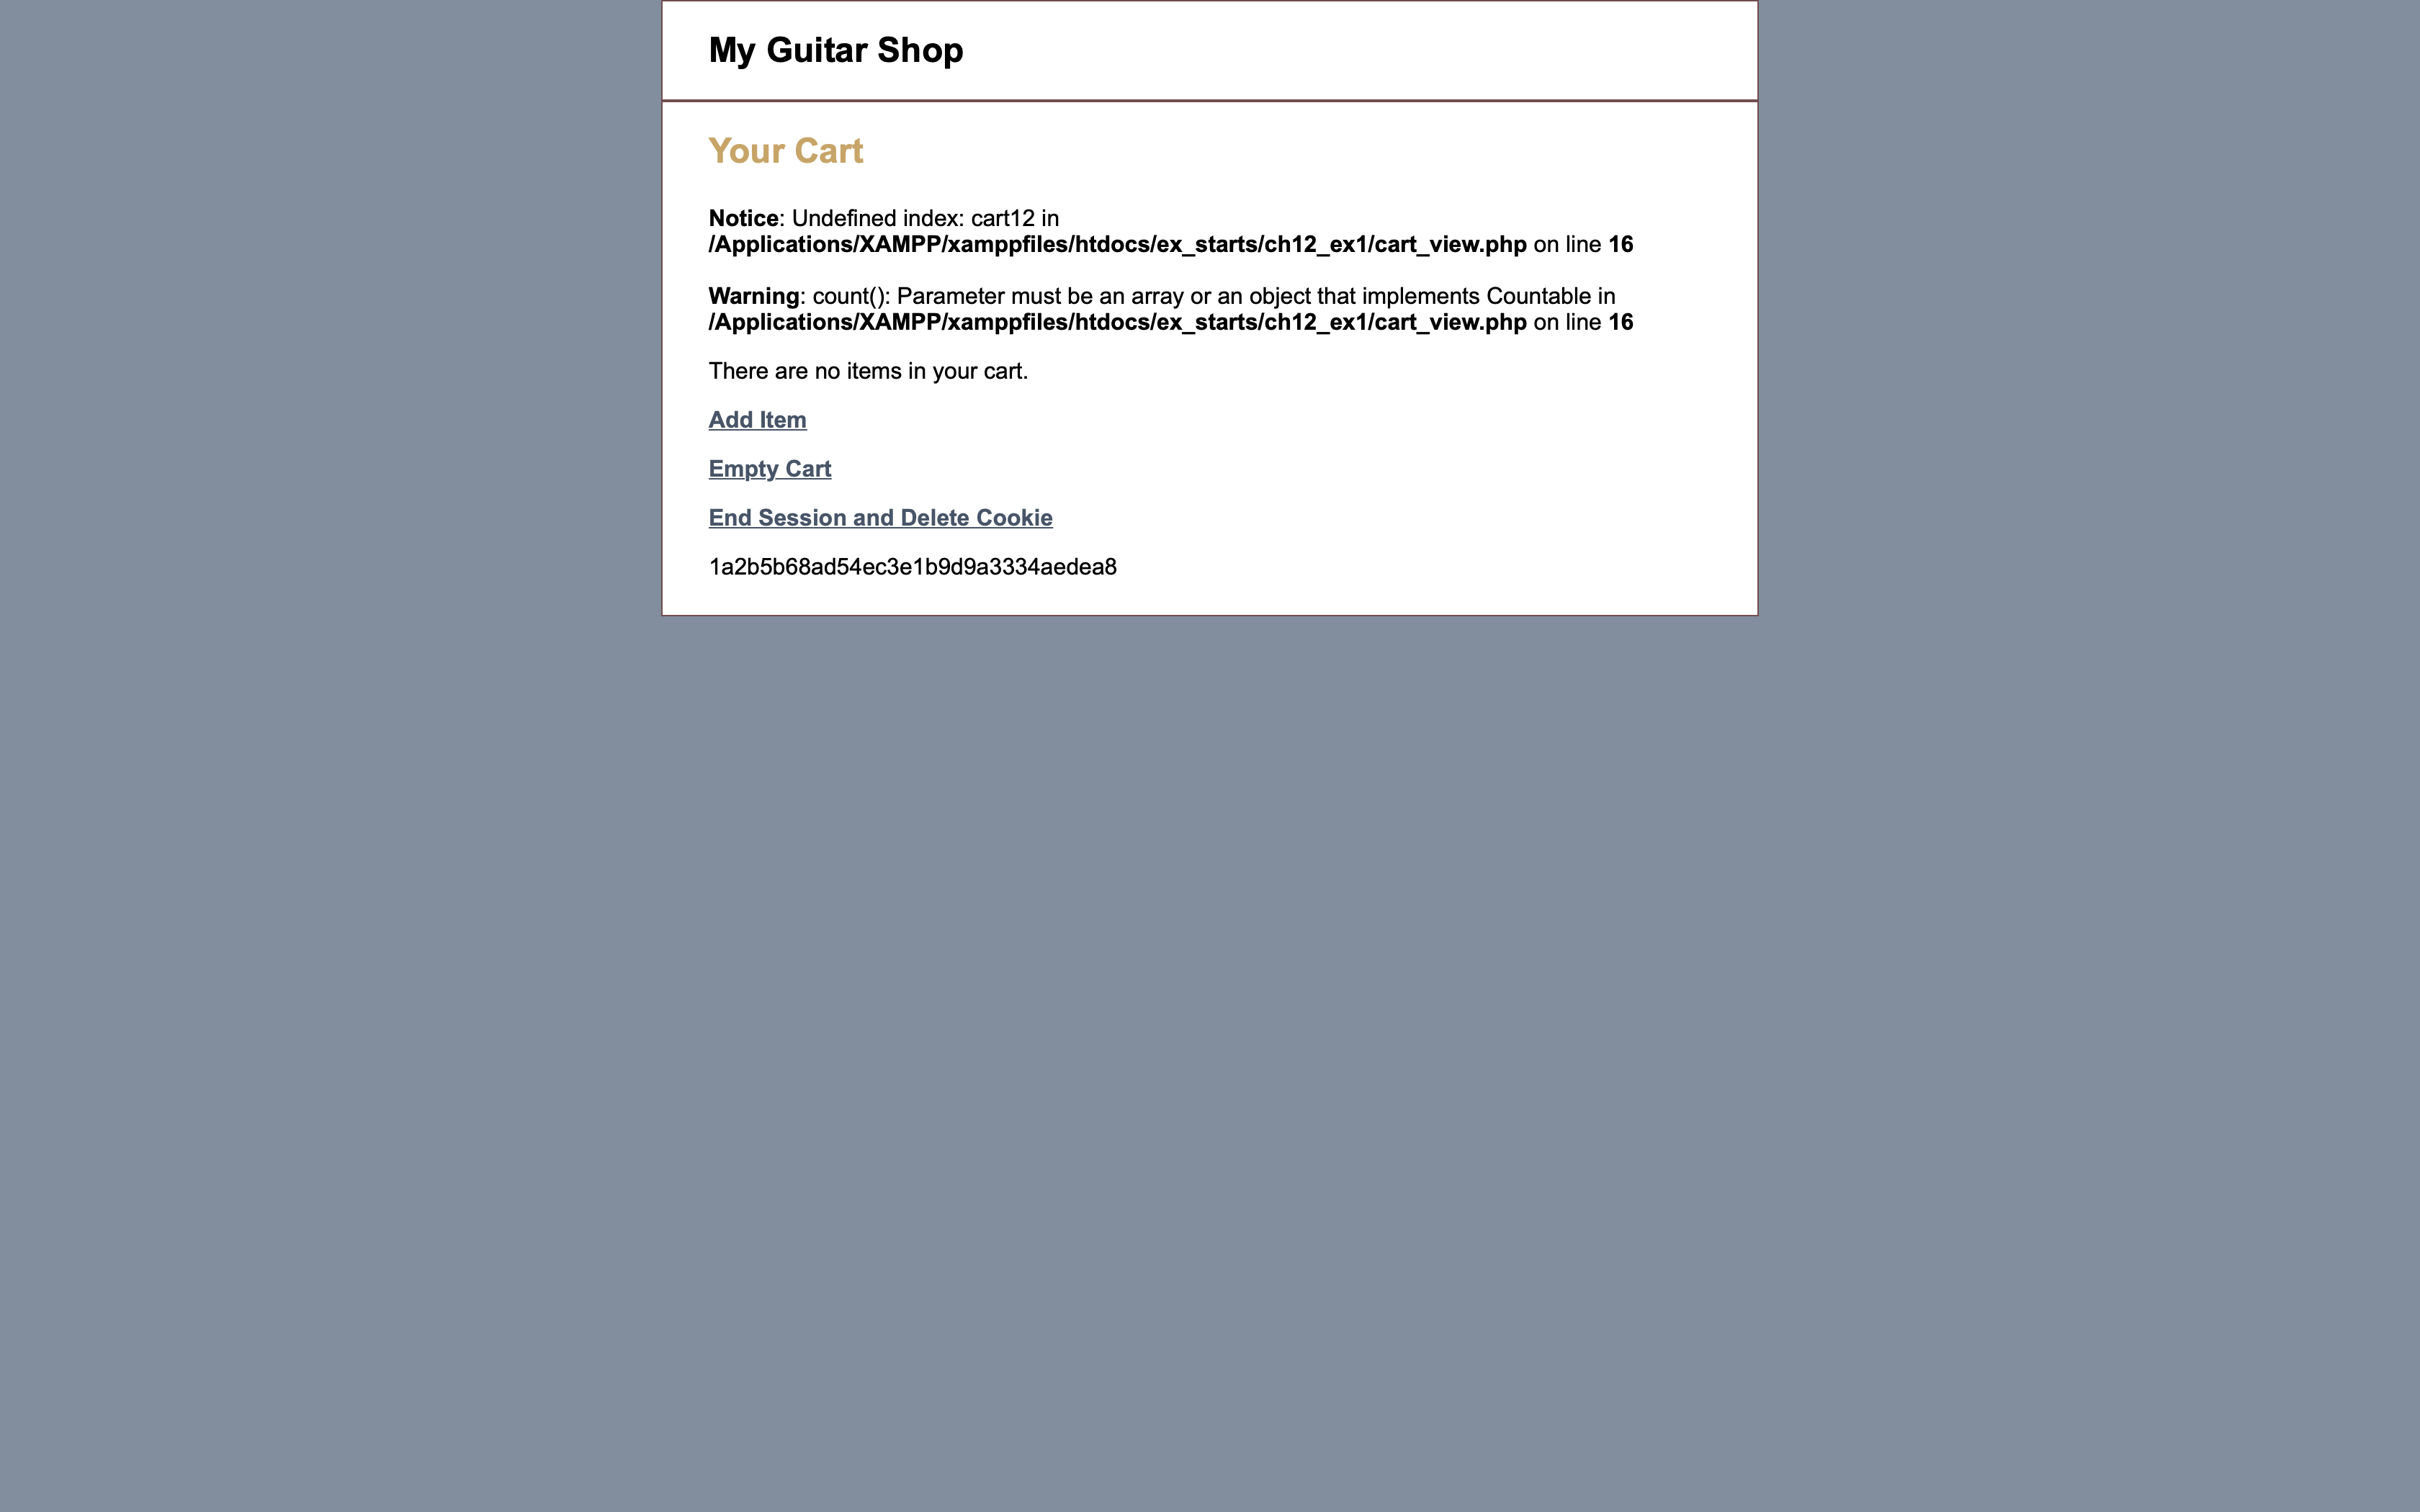 My Guitar Shop
Your Cart
Notice: Undefined index: cart12 in
/Applications/XAMPP/xamppfiles/htdocs/ex_starts/ch12_ex1/cart_view.php on line 16
Warning: count(): Parameter must be an array or an object that implements Countable in
/Applications/XAMPP/xamppfiles/htdocs/ex_starts/ch12_ex1/cart_view.php on line 16
There are no items in your cart.
Add Item
Empty Cart
End Session and Delete Cookie
1a2b5b68ad54ec3e1b9d9a3334aedea8